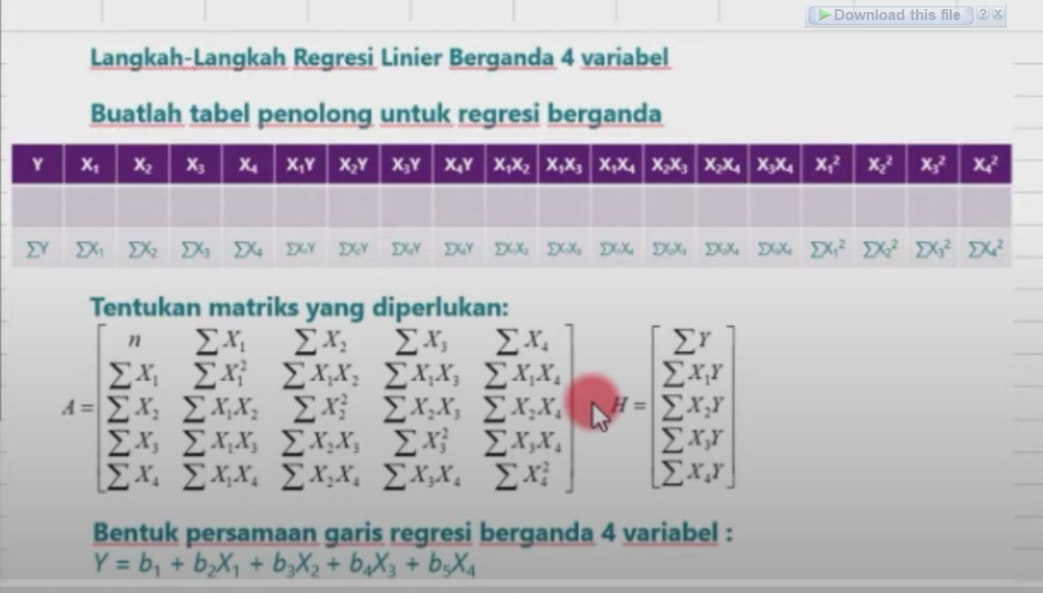 Download this file ? X
Langkah-Langkah Regresi Linier Berganda 4 variabel
Buatlah tabel penolong untuk regresi berganda
Y X₁ X₂ X₃ X₄ X₁Y X₂Y X₃Y X₄Y X₁X₂ X₁X₃ X₁X₄ X₂X₃ X₂X₄ X₃X₄ X₁² X₂² X₃² X₄²
∑Y ∑X₁ ∑X₂ ∑X₃ ∑X₄ ∑X₁Y ∑X₂Y ∑X₃Y ∑X₄Y ∑X₁X₂ ∑X₁X₃ ∑X₁X₄ ∑X₂X₃ ∑X₂X₄ ∑X₃X₄ ∑X₁² ∑X₂² ∑X₃² ∑X₄²
Tentukan matriks yang diperlukan:
n ∑X₁ ∑X₂ ∑X₃ ∑X₄ ∑Y
∑X₁ ∑X₁² ∑X₁X₂ ∑X₁X₃ ∑X₁X₄ ∑X₁Y
A = ∑X₂ ∑X₁X₂ ∑X₂² ∑X₂X₃ ∑X₂X₄ H = ∑X₂Y
∑X₃ ∑X₁X₃ ∑X₂X₃ ∑X₃² ∑X₃X₄ ∑X₃Y
∑X₄ ∑X₁X₄ ∑X₂X₄ ∑X₃X₄ ∑X₄² ∑X₄Y
Bentuk persamaan garis regresi berganda 4 variabel :
Y = b₁ + b₂X₁ + b₃X₂ + b₄X₃ + b₅X₄